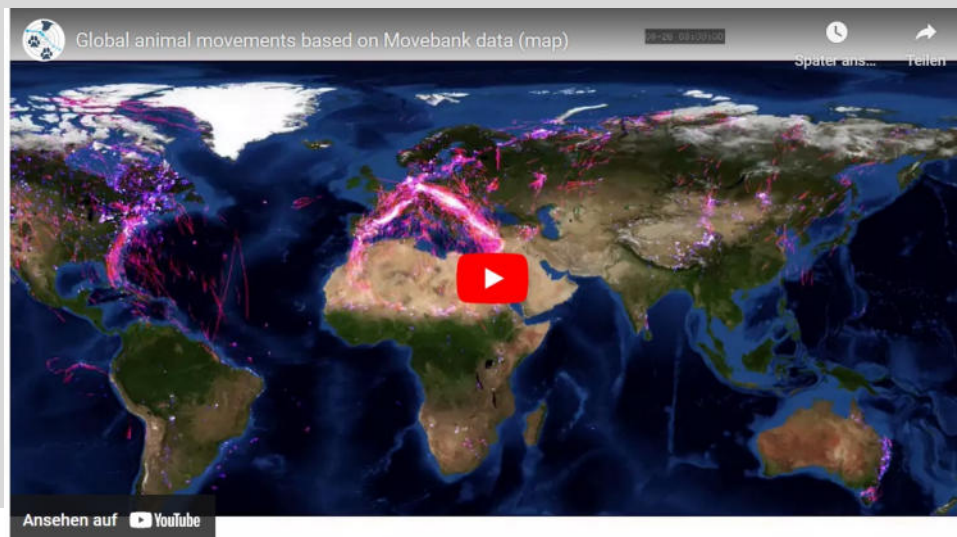 Global animal movements based on Movebank data (map)
Später ans...
Teilen
Ansehen auf YouTube